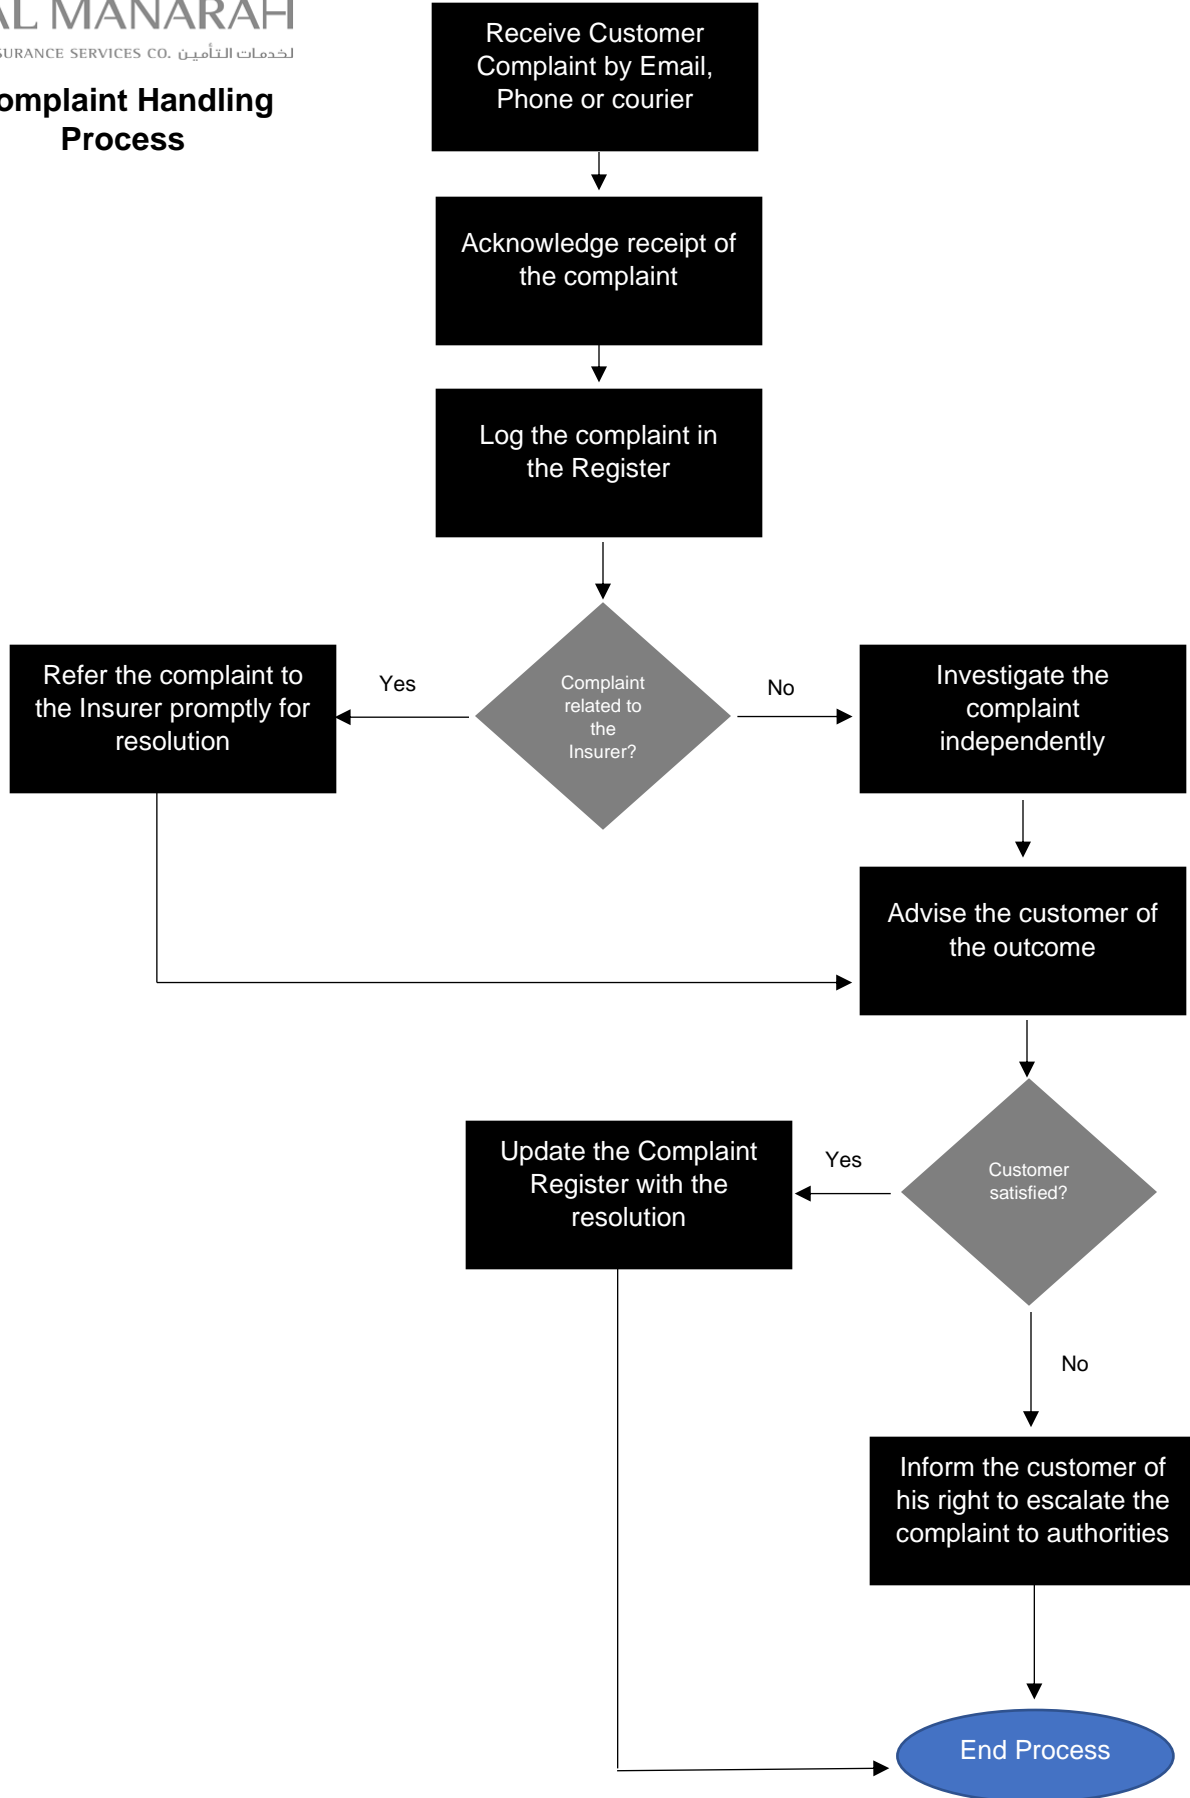 AL MANARAH
SURANCE SERVICES CO. لخدمات التأمين
omplaint Handling
Process
Receive Customer
Complaint by Email,
Phone or courier
Acknowledge receipt of
the complaint
Log the complaint in
the Register
Refer the complaint to
the Insurer promptly for
resolution
Yes
Complaint
related to
the
Insurer?
No
Investigate the
complaint
independently
Advise the customer of
the outcome
Update the Complaint
Register with the
resolution
Yes
Customer
satisfied?
No
Inform the customer of
his right to escalate the
complaint to authorities
End Process